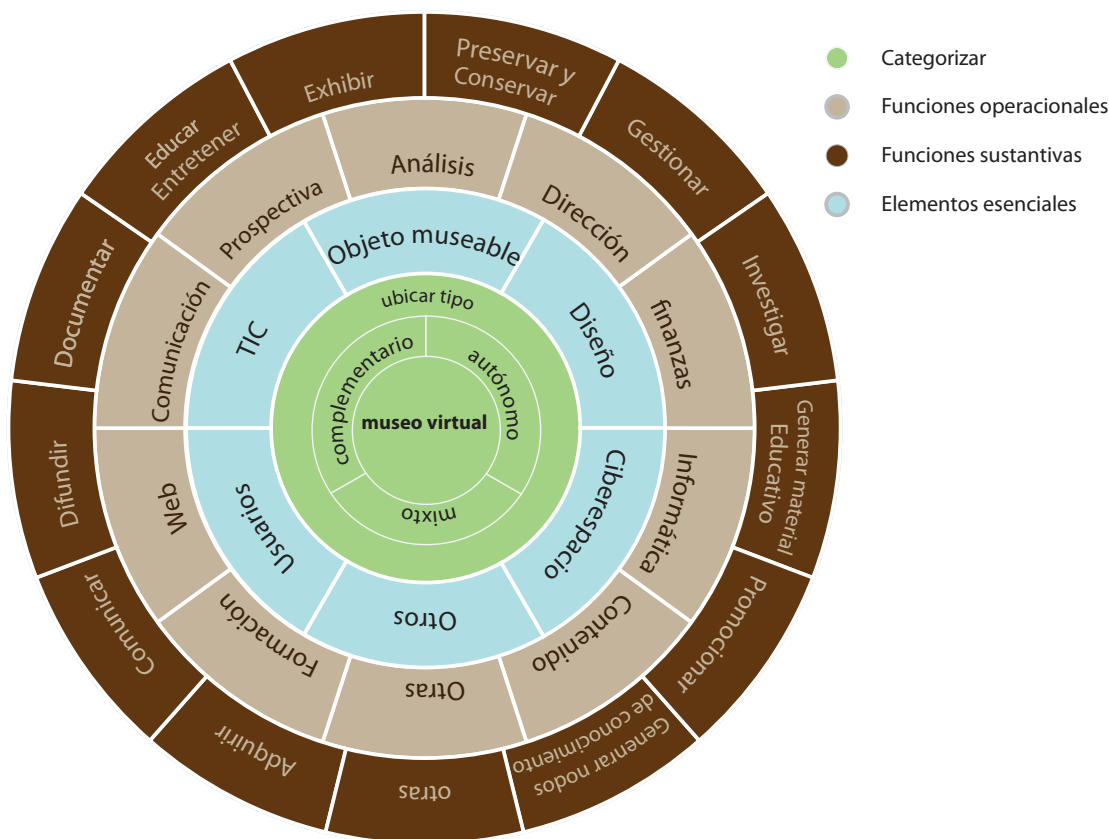 Preservar y
Conservar
Gestionar
Investigar
Generar material
Educativo
Promocionar
Genenrar nodos
de conocimiento
otras
Adquirir
Comunicar
Difundir
Documentar
Educar
Entretener
Exhibir
Análisis
Dirección
finanzas
Informática
Contenido
Otras
Formación
Web
Comunicación
Prospectiva
Objeto museable
Diseño
Ciberespacio
Otros
Usuarios
TIC
ubicar tipo
complementario
autónomo
mixto
museo virtual
Categorizar
Funciones operacionales
Funciones sustantivas
Elementos esenciales